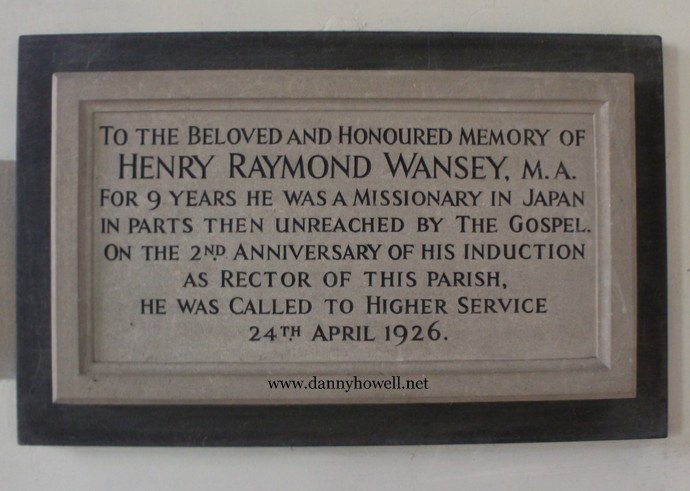 To the Beloved and Honoured Memory of
Henry Raymond Wansey, M.A.
For 9 years he was a Missionary in Japan
in parts then unreached by The Gospel.
On the 2nd Anniversary of his induction
as Rector of this Parish,
he was Called to Higher Service
24th April 1926.
www.dannyhowell.net